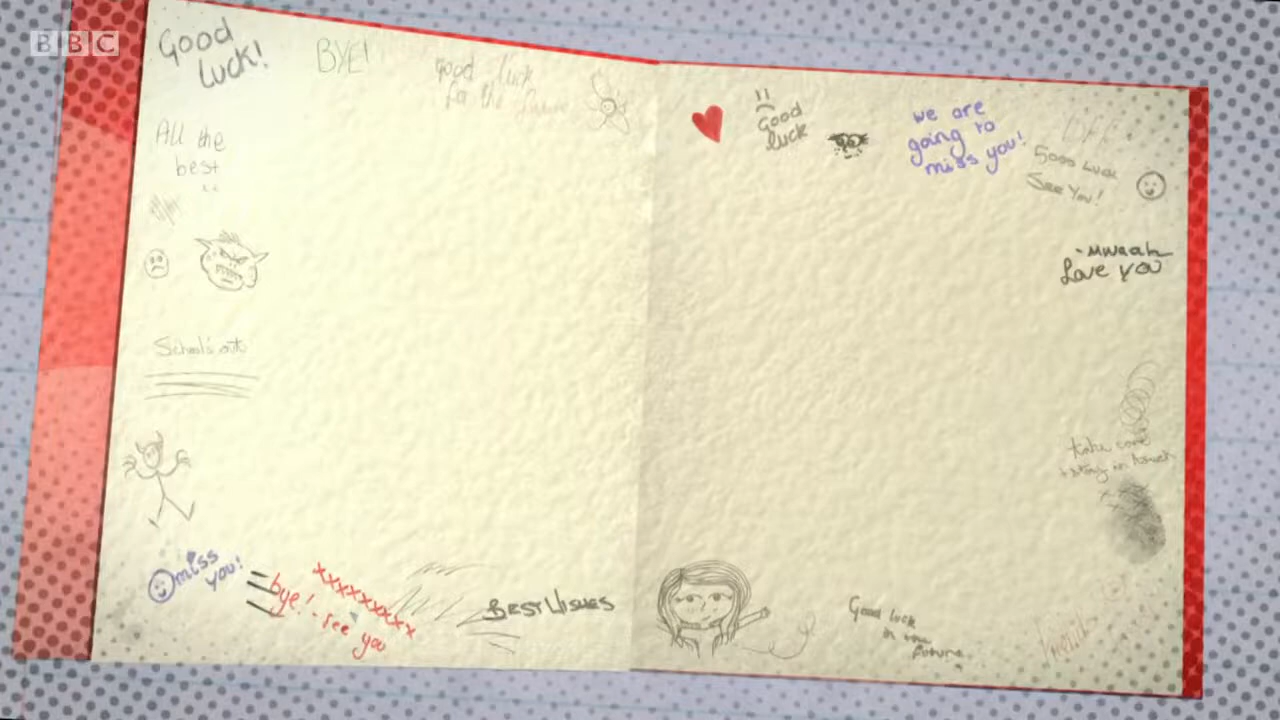 BBC
Good
Luck!
BYE!
good luck
for the future
All the
best
School's out
miss
you!
xxxxxxxxx
bye! - see
you
BEST WISHES
Good
luck
we are
going to
miss you!
Good Luck
See You!
-Mwaah
Love you
take care
+ stay in touch
Good luck
in your
future